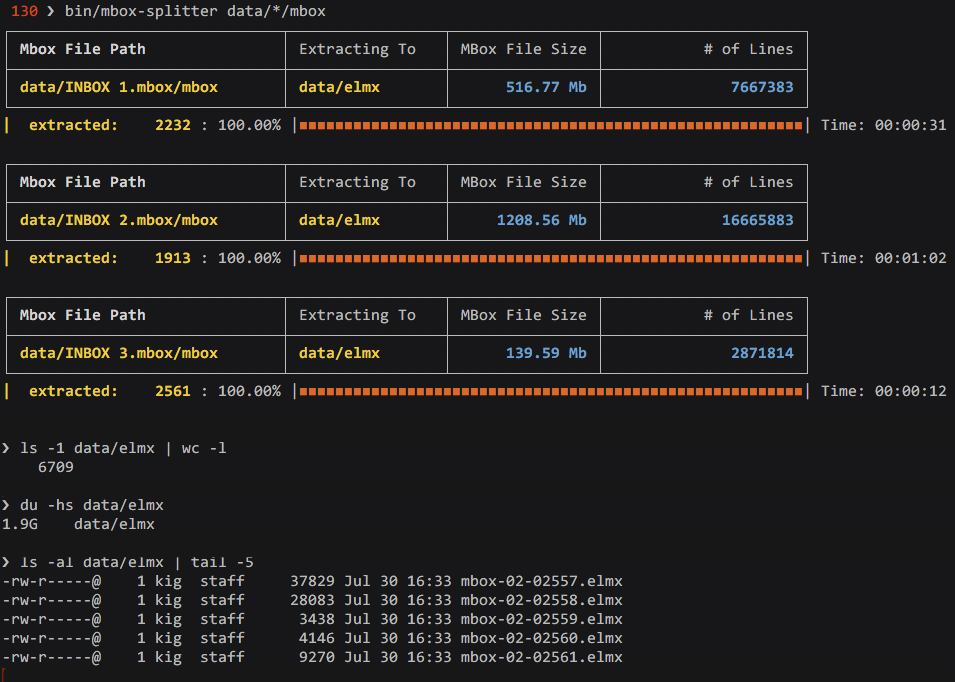 130 ❯ bin/mbox-splitter data/*/mbox
Mbox File Path Extracting To MBox File Size # of Lines
data/INBOX 1.mbox/mbox data/elmx 516.77 Mb 7667383
| extracted: 2232 : 100.00% | | Time: 00:00:31
Mbox File Path Extracting To MBox File Size # of Lines
data/INBOX 2.mbox/mbox data/elmx 1208.56 Mb 16665883
| extracted: 1913 : 100.00% | | Time: 00:01:02
Mbox File Path Extracting To MBox File Size # of Lines
data/INBOX 3.mbox/mbox data/elmx 139.59 Mb 2871814
| extracted: 2561 : 100.00% | | Time: 00:00:12
❯ ls -1 data/elmx | wc -l
6709
❯ du -hs data/elmx
1.9G data/elmx
❯ ls -al data/elmx | tail -5
-rw-r-----@ 1 kig staff 37829 Jul 30 16:33 mbox-02-02557.elmx
-rw-r-----@ 1 kig staff 28083 Jul 30 16:33 mbox-02-02558.elmx
-rw-r-----@ 1 kig staff 3438 Jul 30 16:33 mbox-02-02559.elmx
-rw-r-----@ 1 kig staff 4146 Jul 30 16:33 mbox-02-02560.elmx
-rw-r-----@ 1 kig staff 9270 Jul 30 16:33 mbox-02-02561.elmx